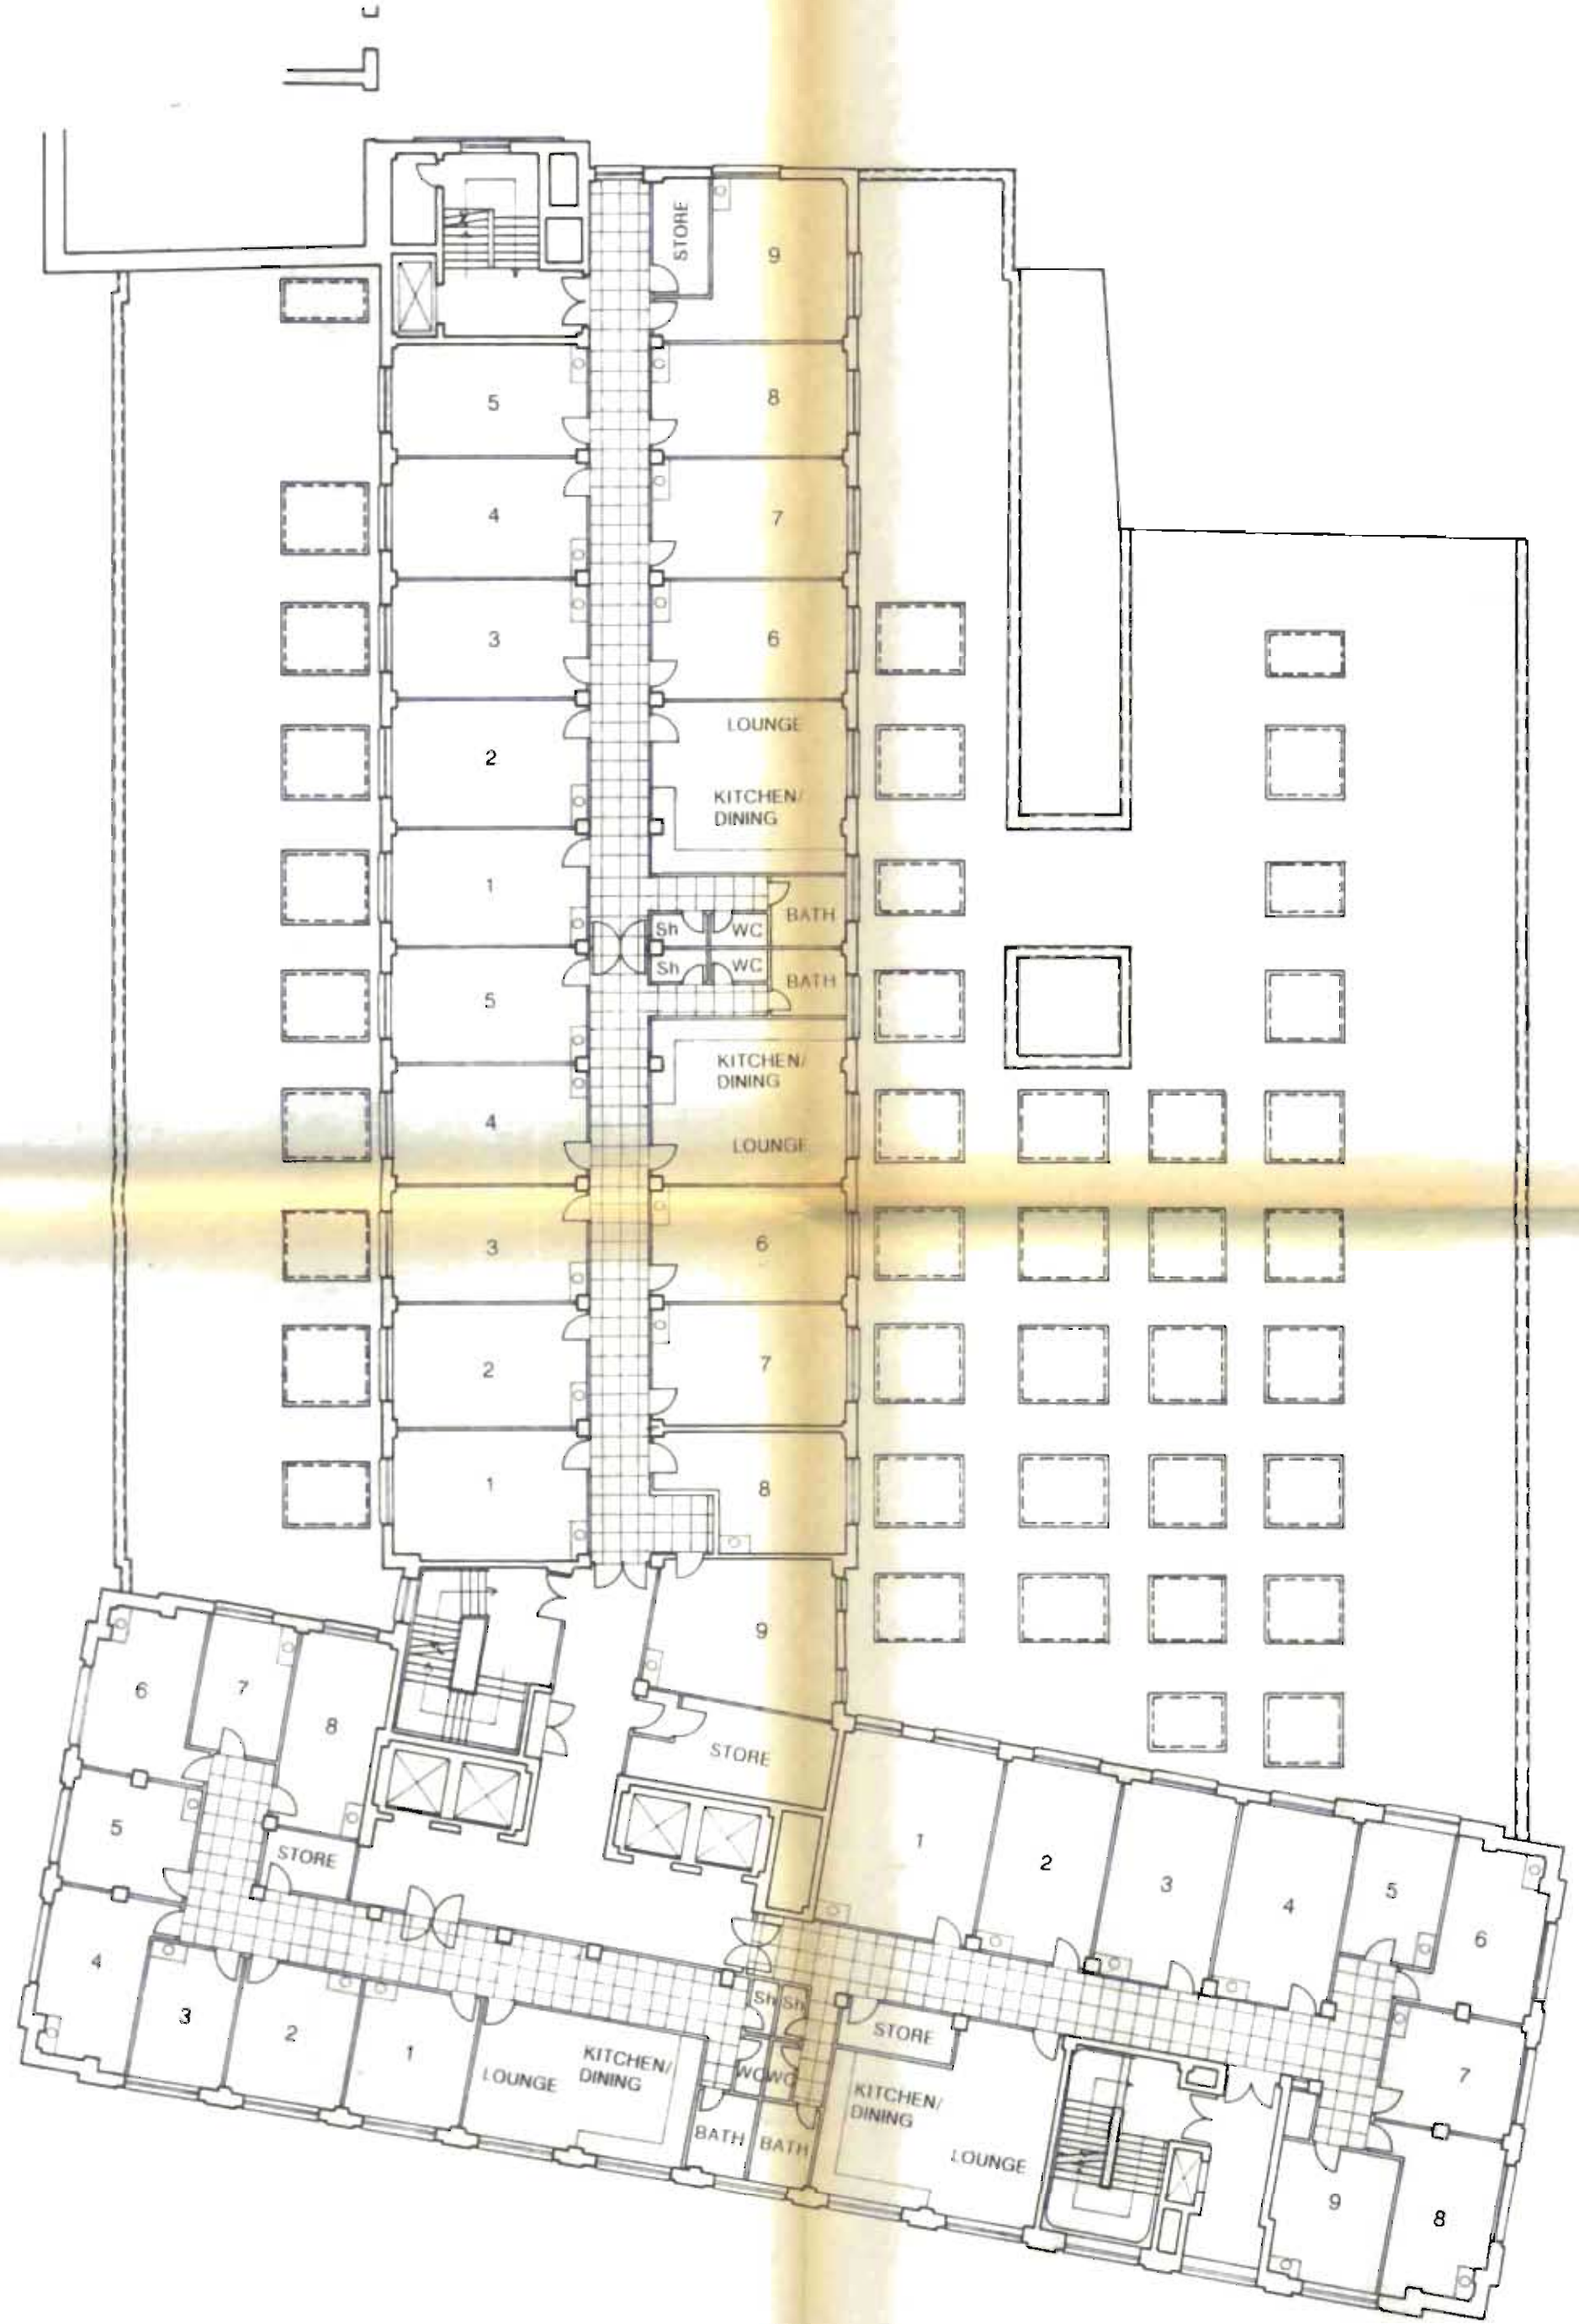 STORE
9
5
8
4
7
3
6
LOUNGE
2
KITCHEN/
DINING
1
BATH
Sh
WC
Sh
WC
BATH
5
KITCHEN/
DINING
4
LOUNGE
3
6
2
7
1
8
9
6
7
8
STORE
5
STORE
4
3
2
1
LOUNGE
KITCHEN/
DINING
Sh
Sh
WC
WC
BATH
BATH
1
2
3
4
5
6
STORE
7
KITCHEN/
DINING
LOUNGE
9
8